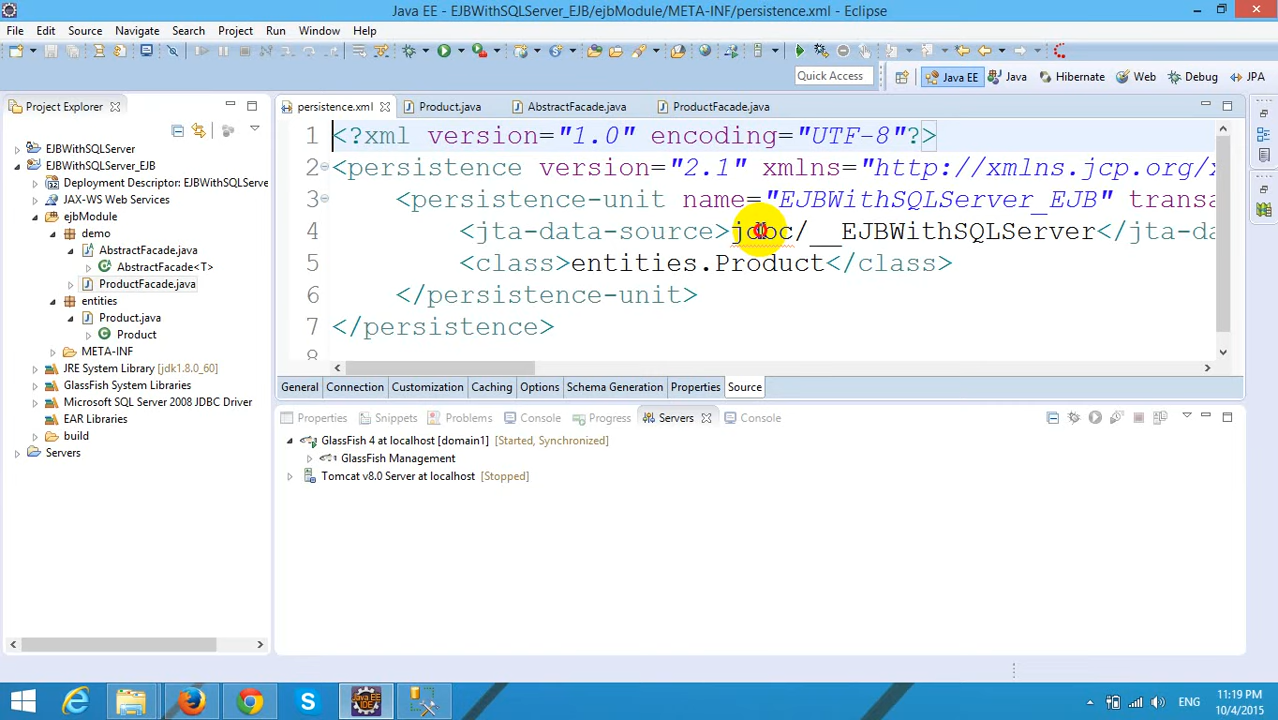 Java EE - EJBWithSQLServer_EJB/ejbModule/META-INF/persistence.xml - Eclipse
File Edit Source Navigate Search Project Run Window Help
Quick Access
Java EE Java Hibernate Web Debug JPA
Project Explorer
EJBWithSQLServer
EJBWithSQLServer_EJB
Deployment Descriptor: EJBWithSQLServe
JAX-WS Web Services
ejbModule
demo
AbstractFacade.java
AbstractFacade<T>
ProductFacade.java
entities
Product.java
Product
META-INF
JRE System Library [jdk1.8.0_60]
GlassFish System Libraries
Microsoft SQL Server 2008 JDBC Driver
EAR Libraries
build
Servers
persistence.xml Product.java AbstractFacade.java ProductFacade.java
1 <?xml version="1.0" encoding="UTF-8"?>
2 <persistence version="2.1" xmlns="http://xmlns.jcp.org/x
3 <persistence-unit name="EJBWithSQLServer_EJB" transa
4 <jta-data-source>jdbc/__EJBWithSQLServer</jta-da
5 <class>entities.Product</class>
6 </persistence-unit>
7 </persistence>
8
General Connection Customization Caching Options Schema Generation Properties Source
Properties Snippets Problems Console Progress Servers Console
GlassFish 4 at localhost [domain1] [Started, Synchronized]
GlassFish Management
Tomcat v8.0 Server at localhost [Stopped]
Java EE
IDE
ENG
11:19 PM
10/4/2015